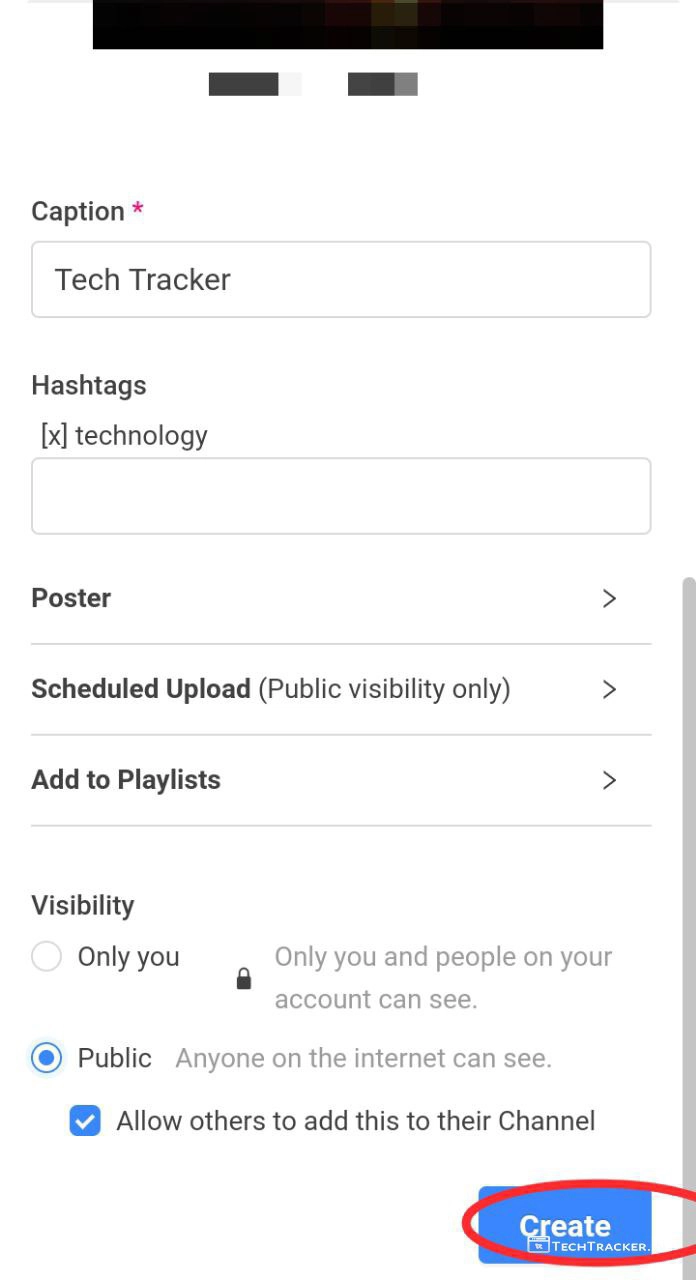 Caption *
Tech Tracker
Hashtags
[x] technology
Poster
Scheduled Upload (Public visibility only)
Add to Playlists
Visibility
Only you
Only you and people on your
account can see.
Public Anyone on the internet can see.
Allow others to add this to their Channel
Create
TECHTRACKER.